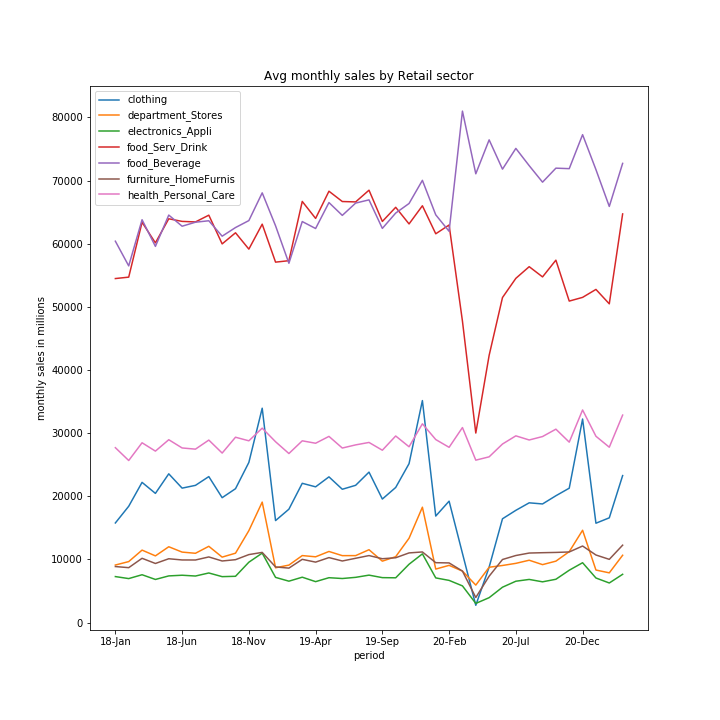 Avg monthly sales by Retail sector
clothing
department_Stores
electronics_Appli
food_Serv_Drink
food_Beverage
furniture_HomeFurnis
health_Personal_Care
monthly sales in millions
80000
70000
60000
50000
40000
30000
20000
10000
0
18-Jan 18-Jun 18-Nov 19-Apr 19-Sep 20-Feb 20-Jul 20-Dec
period